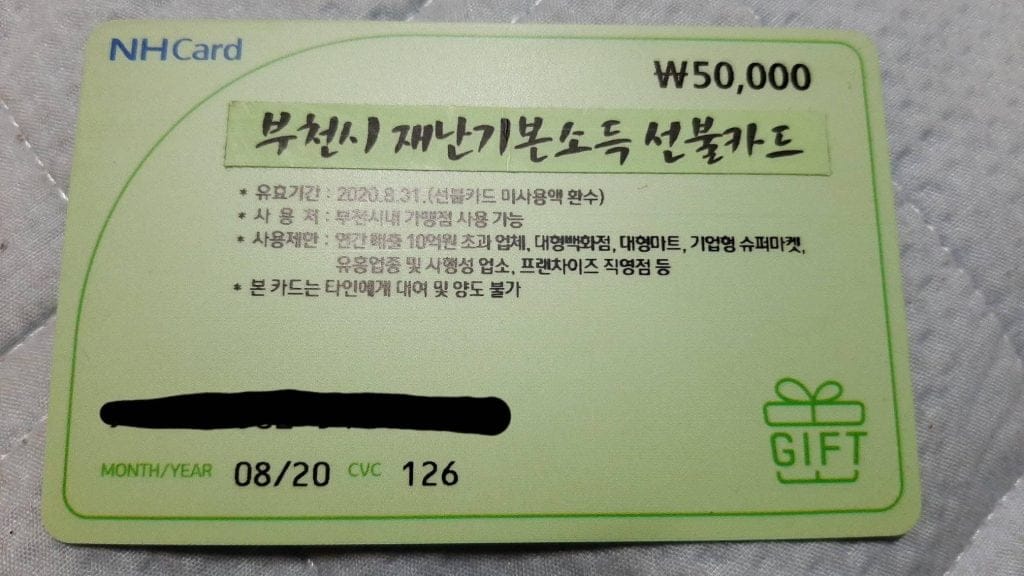 NHCard
₩50,000
부천시 재난기본소득 선불카드
* 유효기간 : 2020.8.31.(선불카드 미사용액 환수)
* 사 용 처 : 부천시내 가맹점 사용 가능
* 사용제한 : 연간 매출 10억원 초과 업체, 대형백화점, 대형마트, 기업형 슈퍼마켓,
유흥업종 및 사행성 업소, 프랜차이즈 직영점 등
* 본 카드는 타인에게 대여 및 양도 불가
MONTH/YEAR 08/20 CVC 126
GIFT